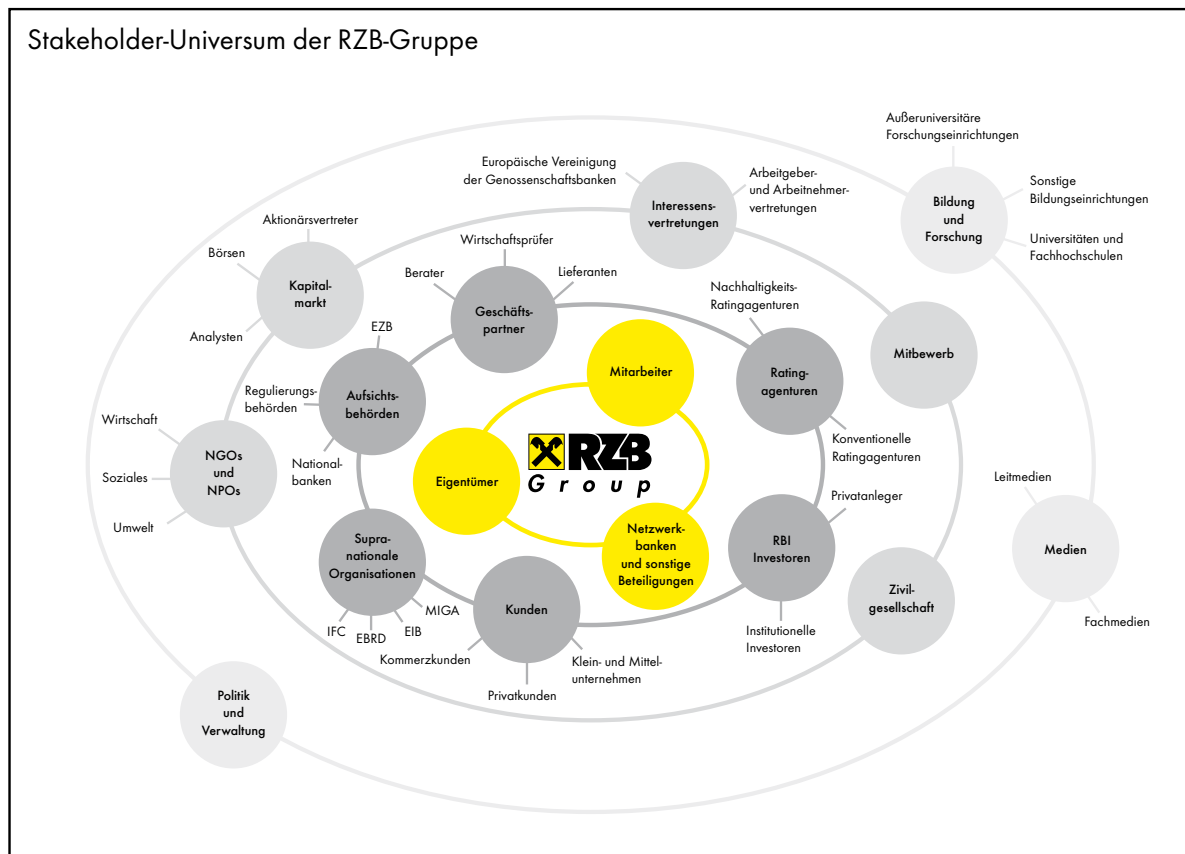 Stakeholder-Universum der RZB-Gruppe
Außeruniversitäre
Forschungseinrichtungen
Europäische Vereinigung
der Genossenschaftsbanken
Arbeitgeber-
und Arbeitnehmer-
vertretungen
Sonstige
Bildungseinrichtungen
Interessens-
vertretungen
Bildung
und
Forschung
Universitäten und
Fachhochschulen
Aktionärsvertreter
Börsen
Kapital-
markt
Analysten
Wirtschaftsprüfer
Berater
Lieferanten
Geschäfts-
partner
Nachhaltigkeits-
Ratingagenturen
EZB
Mitbewerb
Mitarbeiter
Rating-
agenturen
Regulierungs-
behörden
Aufsichts-
behörden
National-
banken
Wirtschaft
Soziales
Umwelt
NGOs
und
NPOs
Konventionelle
Ratingagenturen
Eigentümer
RZB
Group
Leitmedien
Privatanleger
Netzwerk-
banken
und sonstige
Beteiligungen
RBI
Investoren
Medien
Supra-
nationale
Organisationen
MIGA
IFC
EBRD
EIB
Kunden
Zivil-
gesellschaft
Fachmedien
Institutionelle
Investoren
Kommerzkunden
Privatkunden
Klein- und Mittel-
unternehmen
Politik
und
Verwaltung